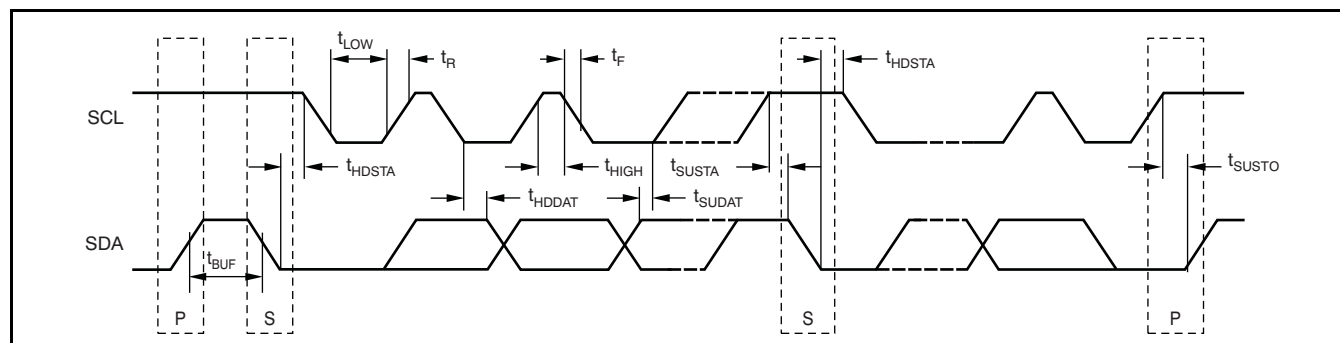 tLOW
tR
tF
tHDSTA
SCL
tHDSTA
tHIGH
tSUSTA
tSUSTO
tHDDAT
tSUDAT
SDA
tBUF
P
S
S
P